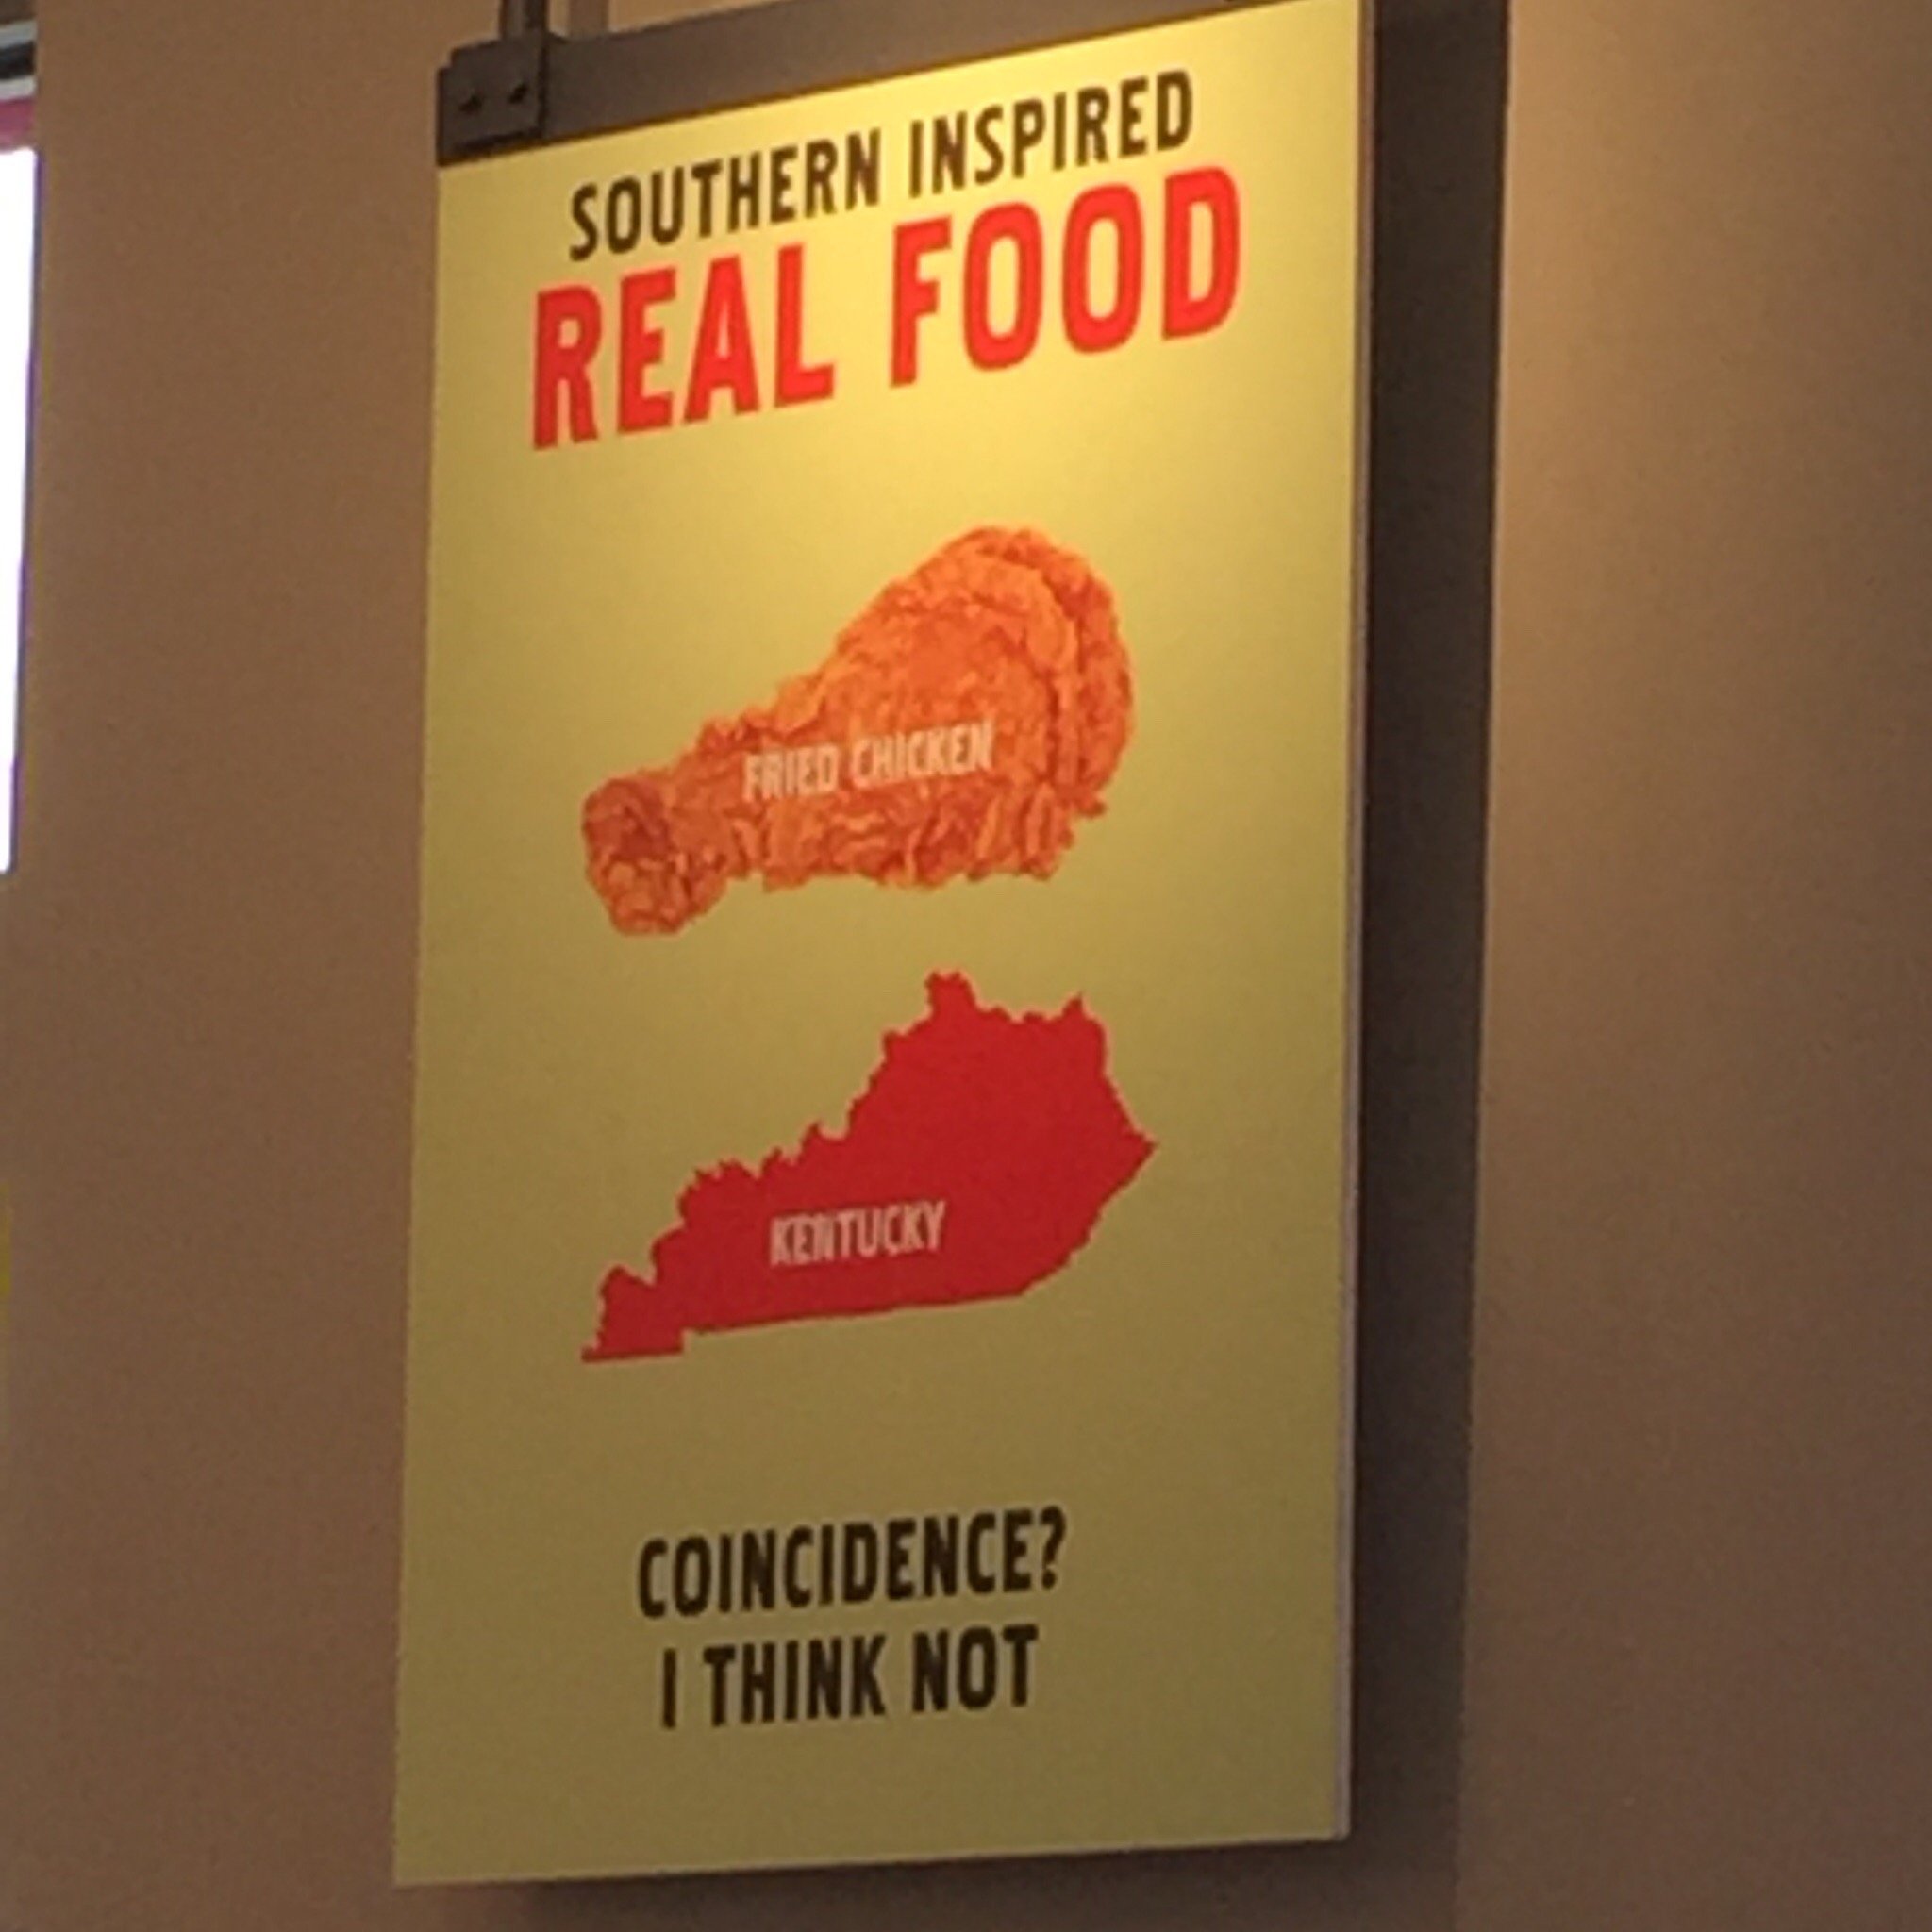 SOUTHERN INSPIRED
REAL FOOD
FRIED CHICKEN
KENTUCKY
COINCIDENCE?
I THINK NOT